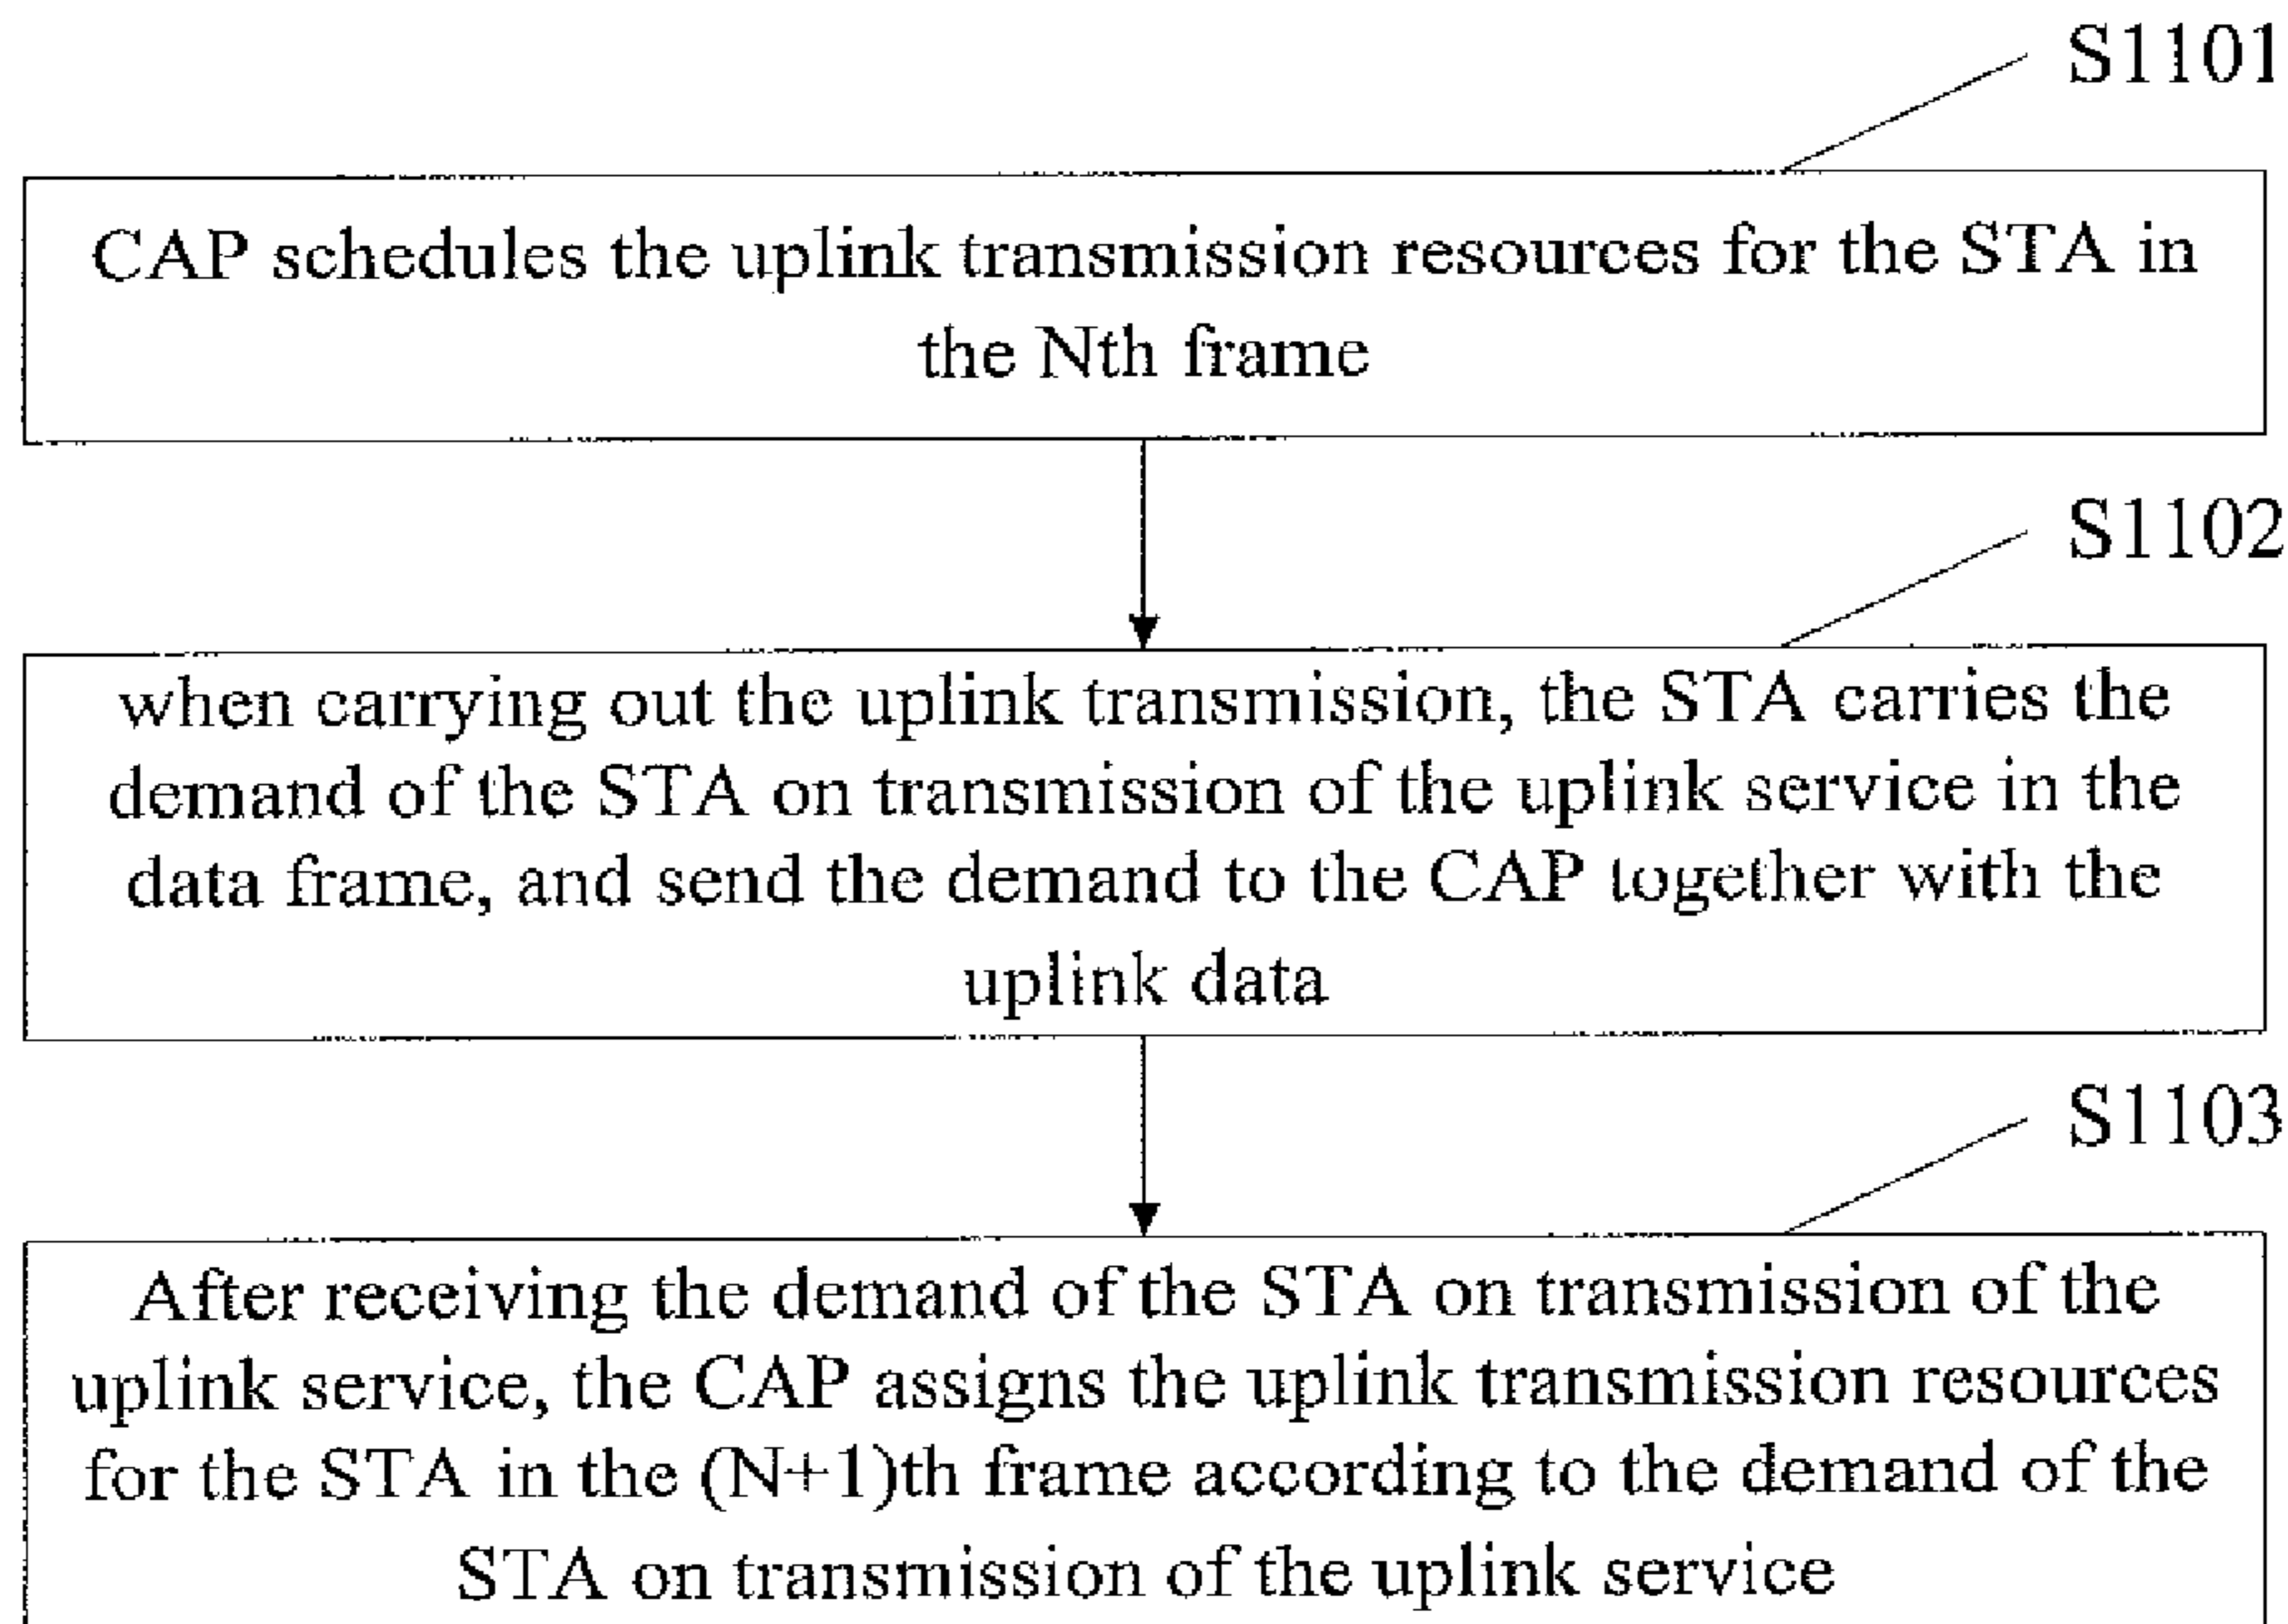 S1101
CAP schedules the uplink transmission resources for the STA in
the Nth frame
S1102
when carrying out the uplink transmission, the STA carries the
demand of the STA on transmission of the uplink service in the
data frame, and send the demand to the CAP together with the
uplink data
S1103
After receiving the demand of the STA on transmission of the
uplink service, the CAP assigns the uplink transmission resources
for the STA in the (N+1)th frame according to the demand of the
STA on transmission of the uplink service